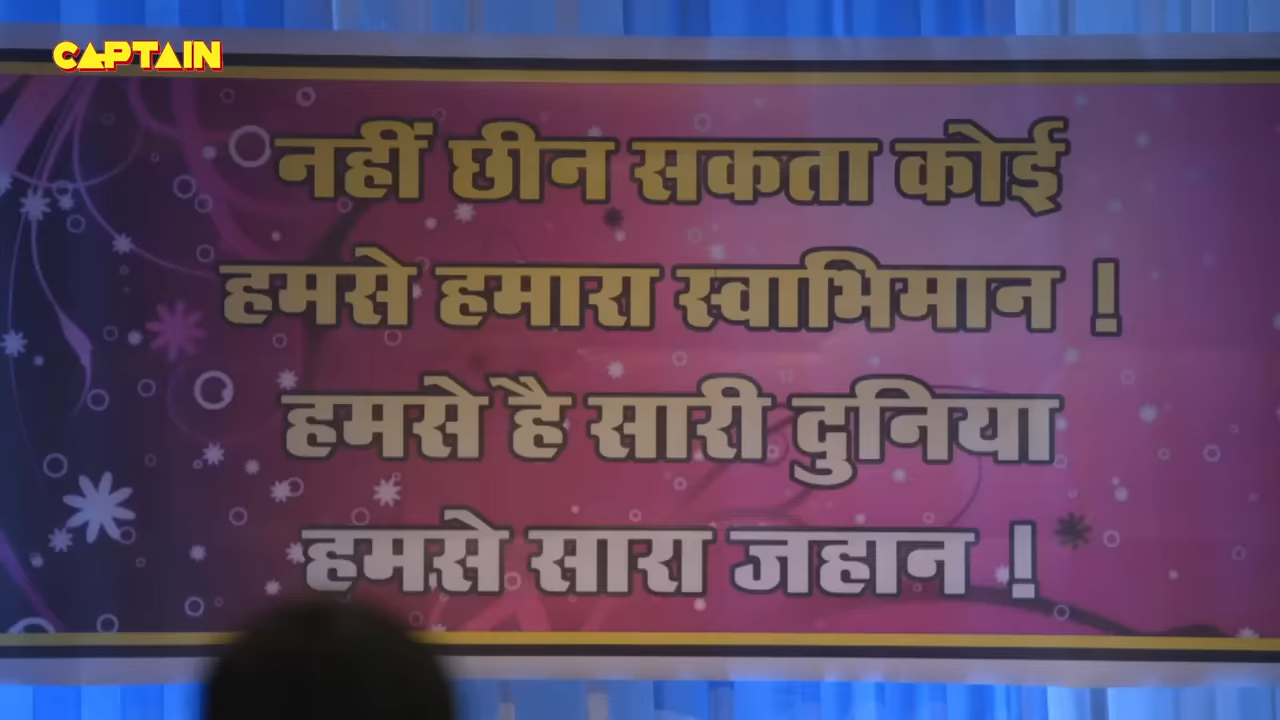 CAPTAIN
नहीं छीन सकता कोई
हमसे हमारा स्वाभिमान !
हमसे है सारी दुनिया
हमसे सारा जहान !